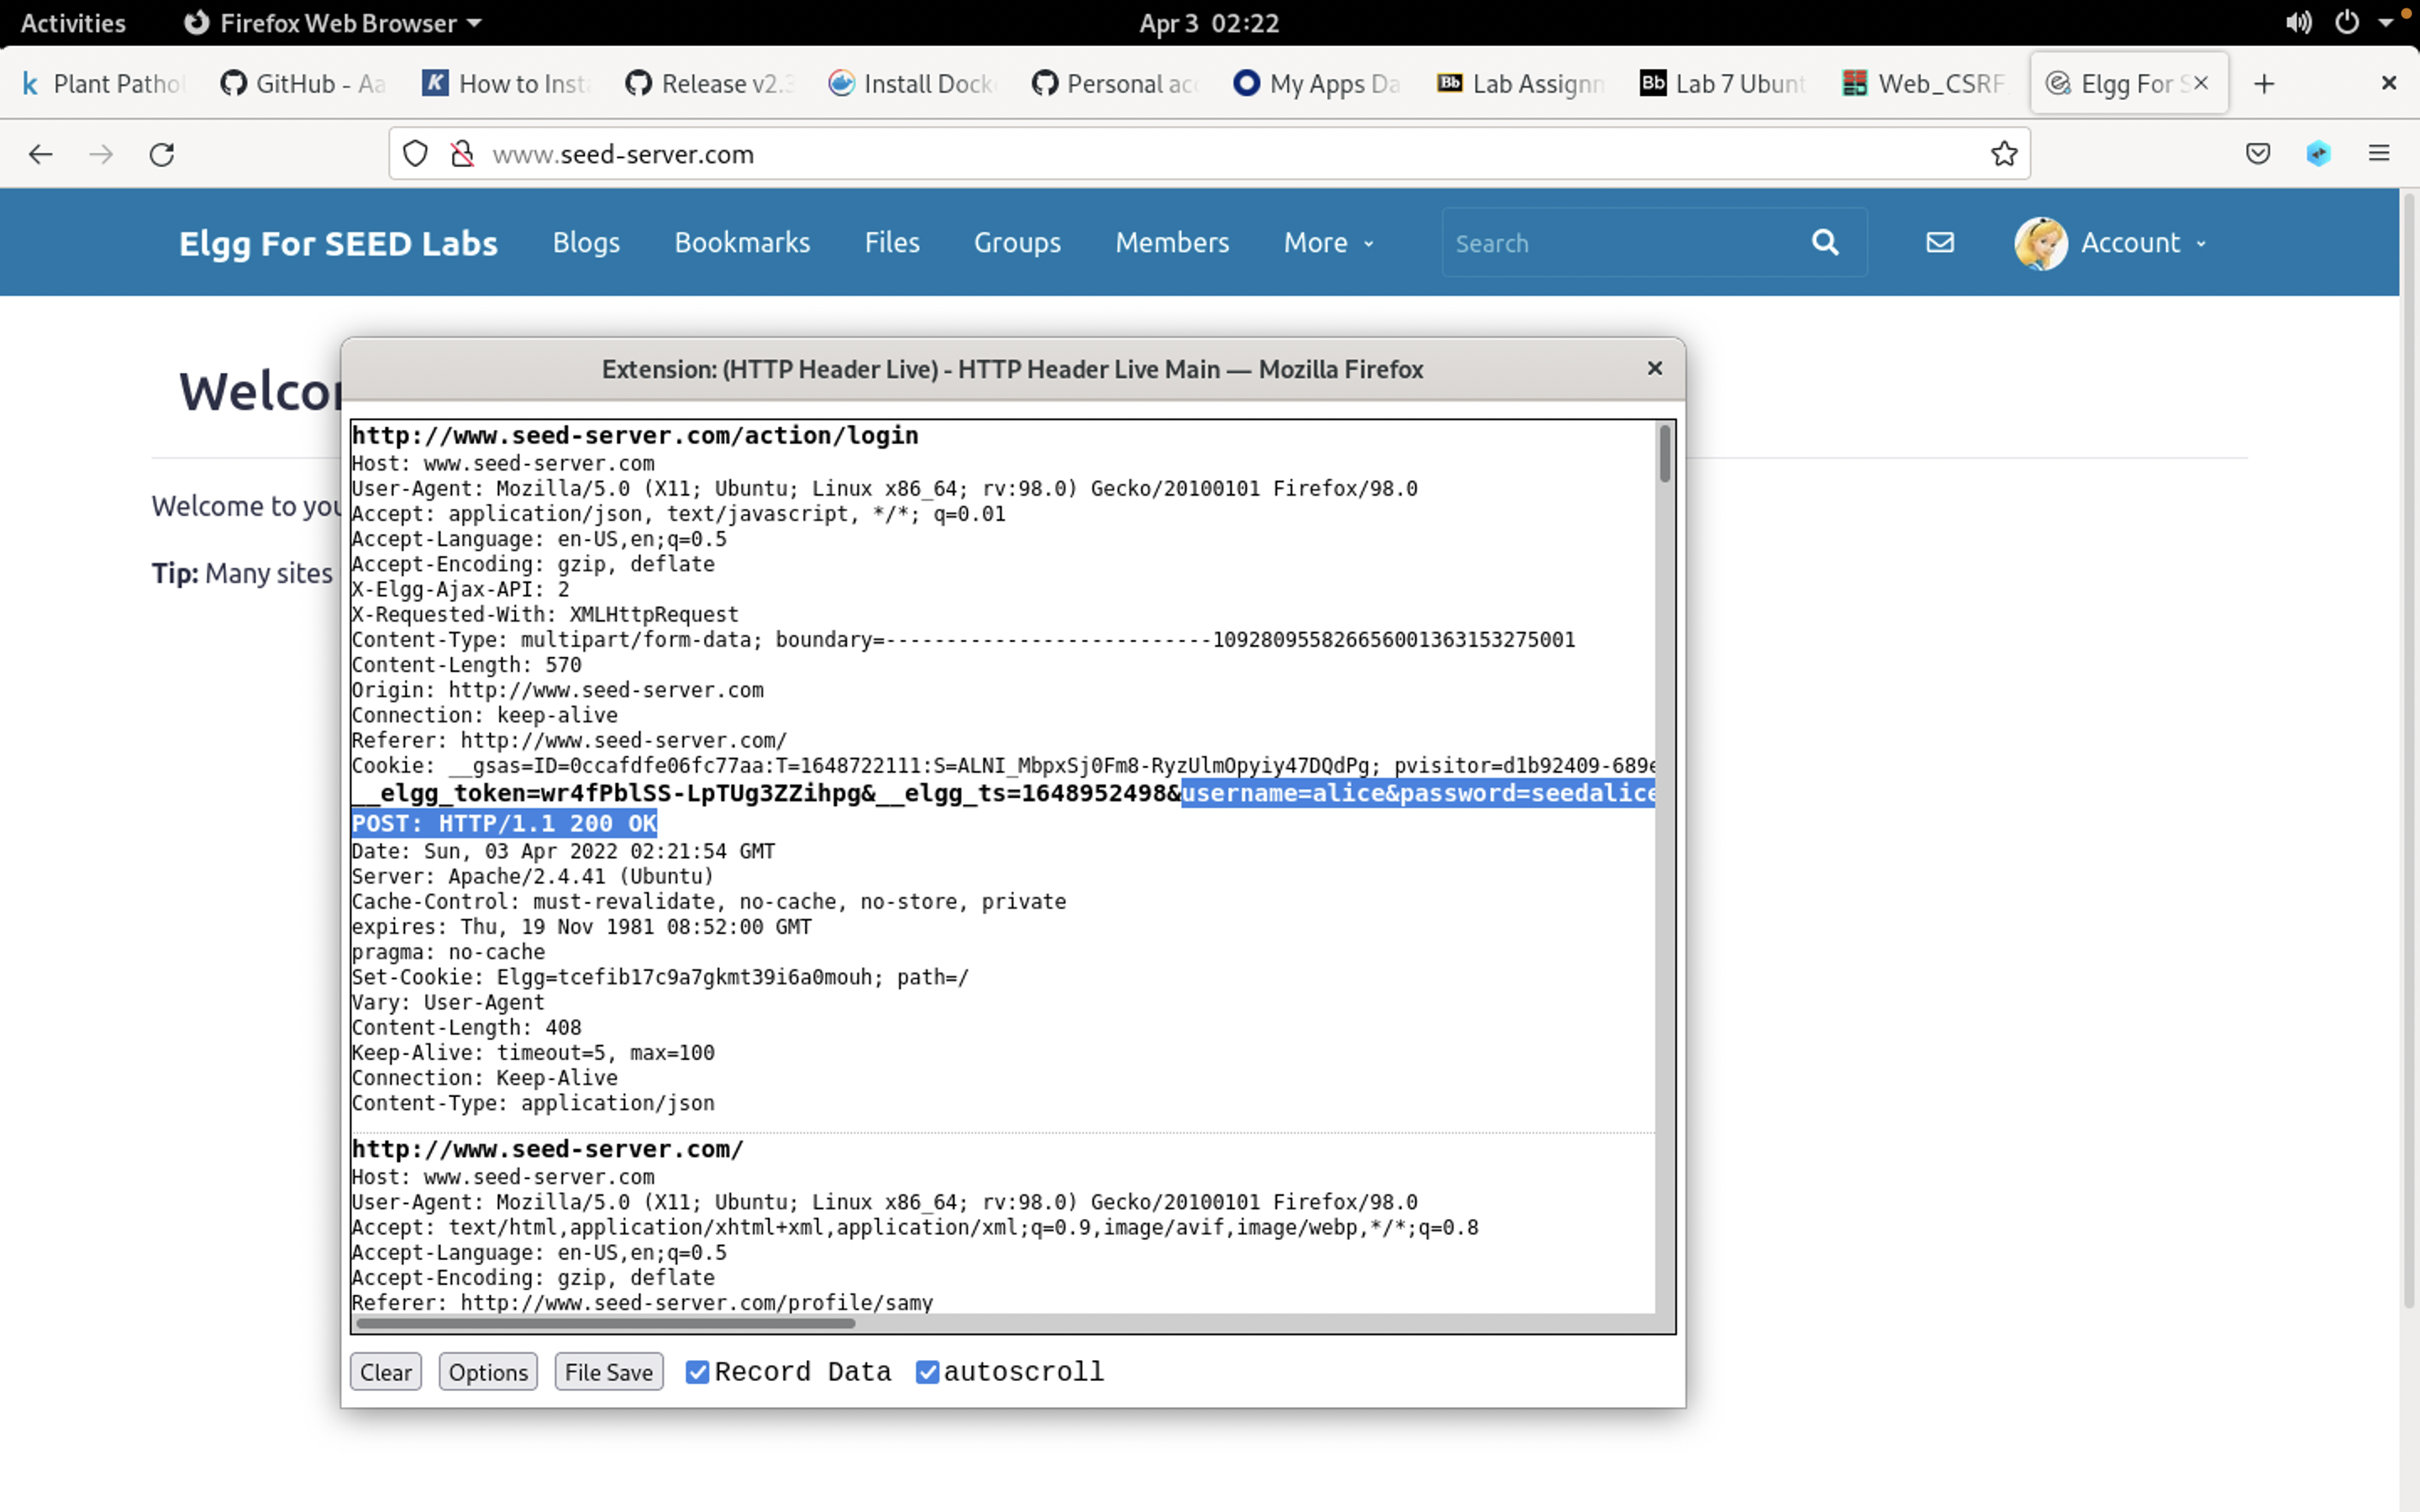 Activities Firefox Web Browser Apr 3 02:22
Plant Pathol GitHub - Aa How to Inst Release v2.3 Install Dock Personal acc My Apps Da Lab Assignm Lab 7 Ubunt Web_CSRF Elgg For S
www.seed-server.com
Elgg For SEED Labs Blogs Bookmarks Files Groups Members More Search Account
Welco
Welcome to you
Tip: Many sites
Extension: (HTTP Header Live) - HTTP Header Live Main — Mozilla Firefox
http://www.seed-server.com/action/login
Host: www.seed-server.com
User-Agent: Mozilla/5.0 (X11; Ubuntu; Linux x86_64; rv:98.0) Gecko/20100101 Firefox/98.0
Accept: application/json, text/javascript, */*; q=0.01
Accept-Language: en-US,en;q=0.5
Accept-Encoding: gzip, deflate
X-Elgg-Ajax-API: 2
X-Requested-With: XMLHttpRequest
Content-Type: multipart/form-data; boundary=---------------------------109280955826656001363153275001
Content-Length: 570
Origin: http://www.seed-server.com
Connection: keep-alive
Referer: http://www.seed-server.com/
Cookie: __gsas=ID=0ccafdfe06fc77aa:T=1648722111:S=ALNI_MbpxSj0Fm8-RyzUlmOpyiy47DQdPg; pvisitor=d1b92409-689e
__elgg_token=wr4fPblSS-LpTUg3ZZihpg&__elgg_ts=1648952498&username=alice&password=seedalice
POST: HTTP/1.1 200 OK
Date: Sun, 03 Apr 2022 02:21:54 GMT
Server: Apache/2.4.41 (Ubuntu)
Cache-Control: must-revalidate, no-cache, no-store, private
expires: Thu, 19 Nov 1981 08:52:00 GMT
pragma: no-cache
Set-Cookie: Elgg=tcefib17c9a7gkmt39i6a0mouh; path=/
Vary: User-Agent
Content-Length: 408
Keep-Alive: timeout=5, max=100
Connection: Keep-Alive
Content-Type: application/json
http://www.seed-server.com/
Host: www.seed-server.com
User-Agent: Mozilla/5.0 (X11; Ubuntu; Linux x86_64; rv:98.0) Gecko/20100101 Firefox/98.0
Accept: text/html,application/xhtml+xml,application/xml;q=0.9,image/avif,image/webp,*/*;q=0.8
Accept-Language: en-US,en;q=0.5
Accept-Encoding: gzip, deflate
Referer: http://www.seed-server.com/profile/samy
Clear Options File Save Record Data autoscroll